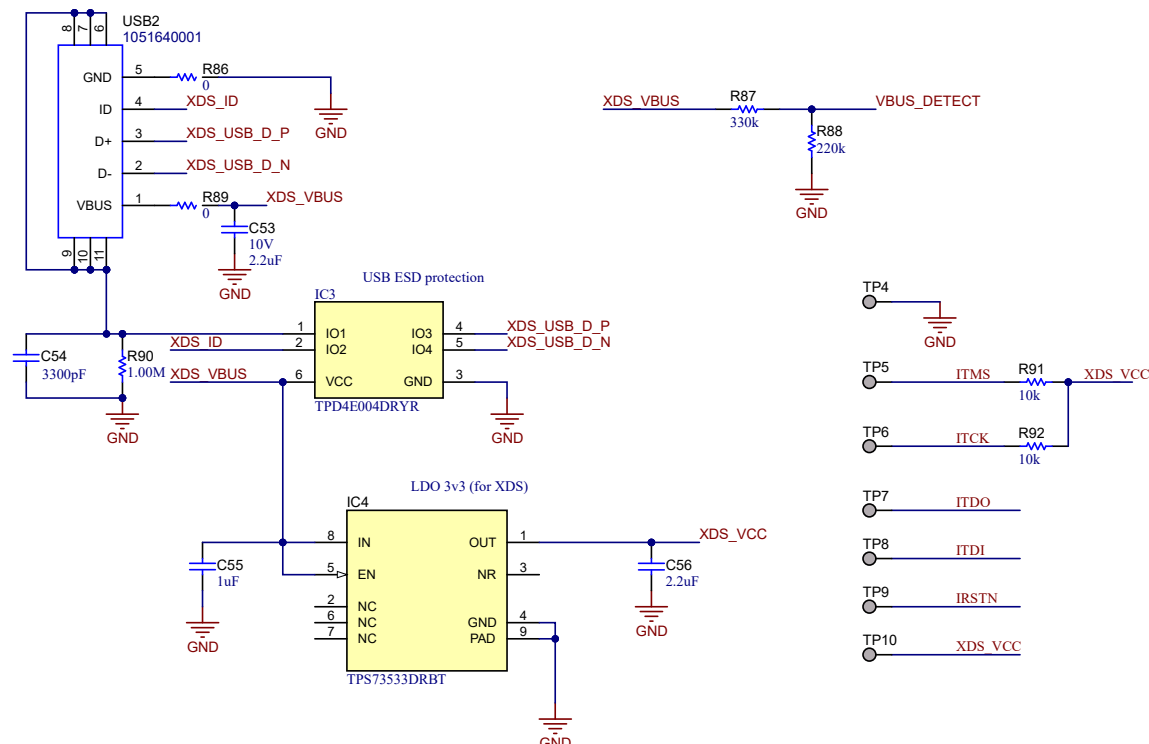 USB2
1051640001
8
7
6
GND
5
R86
0
ID
4
XDS_ID
GND
D+
3
XDS_USB_D_P
D-
2
XDS_USB_D_N
VBUS
1
R89
0
XDS_VBUS
C53
10V
2.2uF
GND
9
10
11
XDS_VBUS
R87
330k
VBUS_DETECT
R88
220k
GND
USB ESD protection
IC3
C54
3300pF
R90
1.00M
GND
1
IO1
IO3
4
XDS_USB_D_P
XDS_ID
2
IO2
IO4
5
XDS_USB_D_N
XDS_VBUS
6
VCC
GND
3
TPD4E004DRYR
GND
LDO 3v3 (for XDS)
IC4
C55
1uF
GND
8
IN
OUT
1
XDS_VCC
5
EN
NR
3
C56
2.2uF
GND
2
NC
6
NC
GND
4
7
NC
PAD
9
TPS73533DRBT
GND
TP4
GND
TP5
ITMS
R91
10k
XDS_VCC
TP6
ITCK
R92
10k
TP7
ITDO
TP8
ITDI
TP9
IRSTN
TP10
XDS_VCC